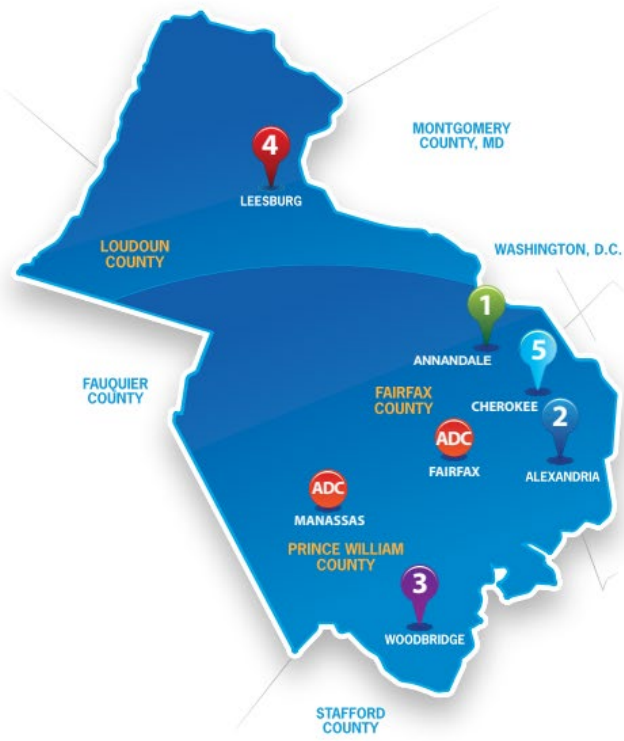 MONTGOMERY
COUNTY, MD
4
LEESBURG
LOUDOUN
COUNTY
WASHINGTON, D.C.
1
ANNANDALE
5
CHEROKEE
FAUQUIER
COUNTY
FAIRFAX
COUNTY
2
ALEXANDRIA
ADC
FAIRFAX
ADC
MANASSAS
PRINCE WILLIAM
COUNTY
3
WOODBRIDGE
STAFFORD
COUNTY